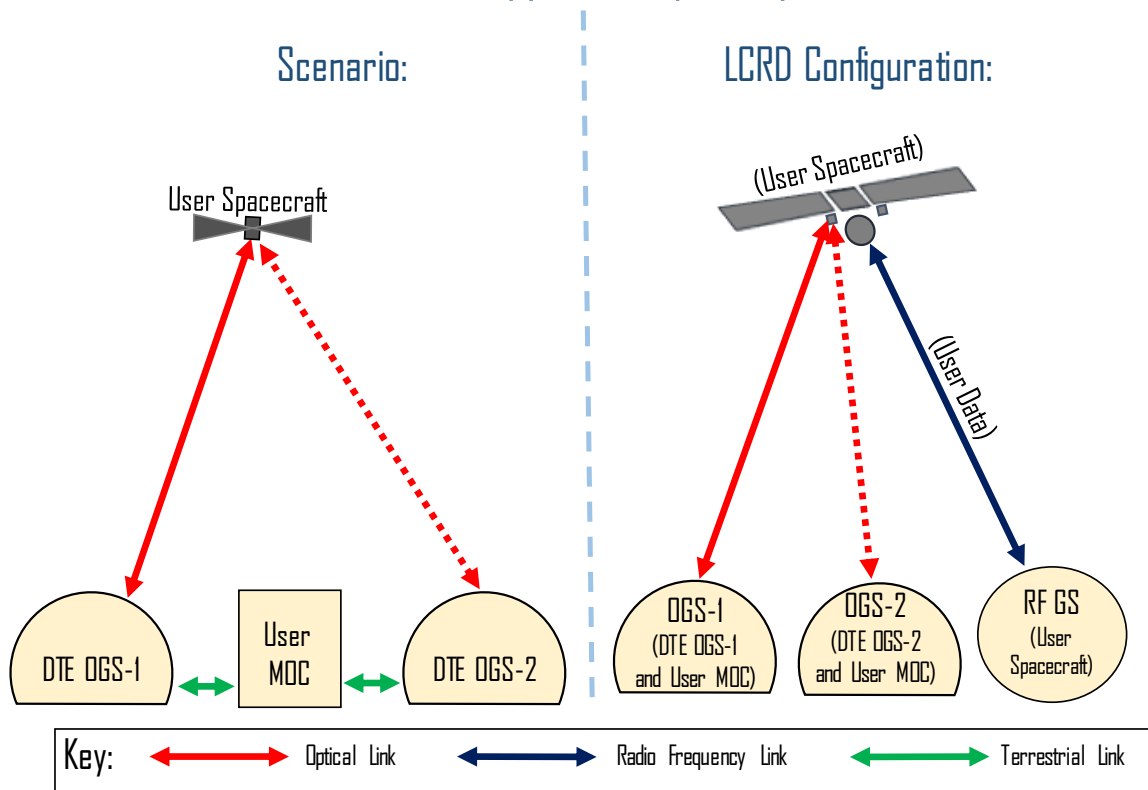 Scenario:
LCRD Configuration:
User Spacecraft
(User Spacecraft)
(User Data)
DTE OGS-1
User
MOC
DTE OGS-2
OGS-1
(DTE OGS-1
and User MOC)
OGS-2
(DTE OGS-2
and User MOC)
RF GS
(User
Spacecraft)
Key:
Optical Link
Radio Frequency Link
Terrestrial Link